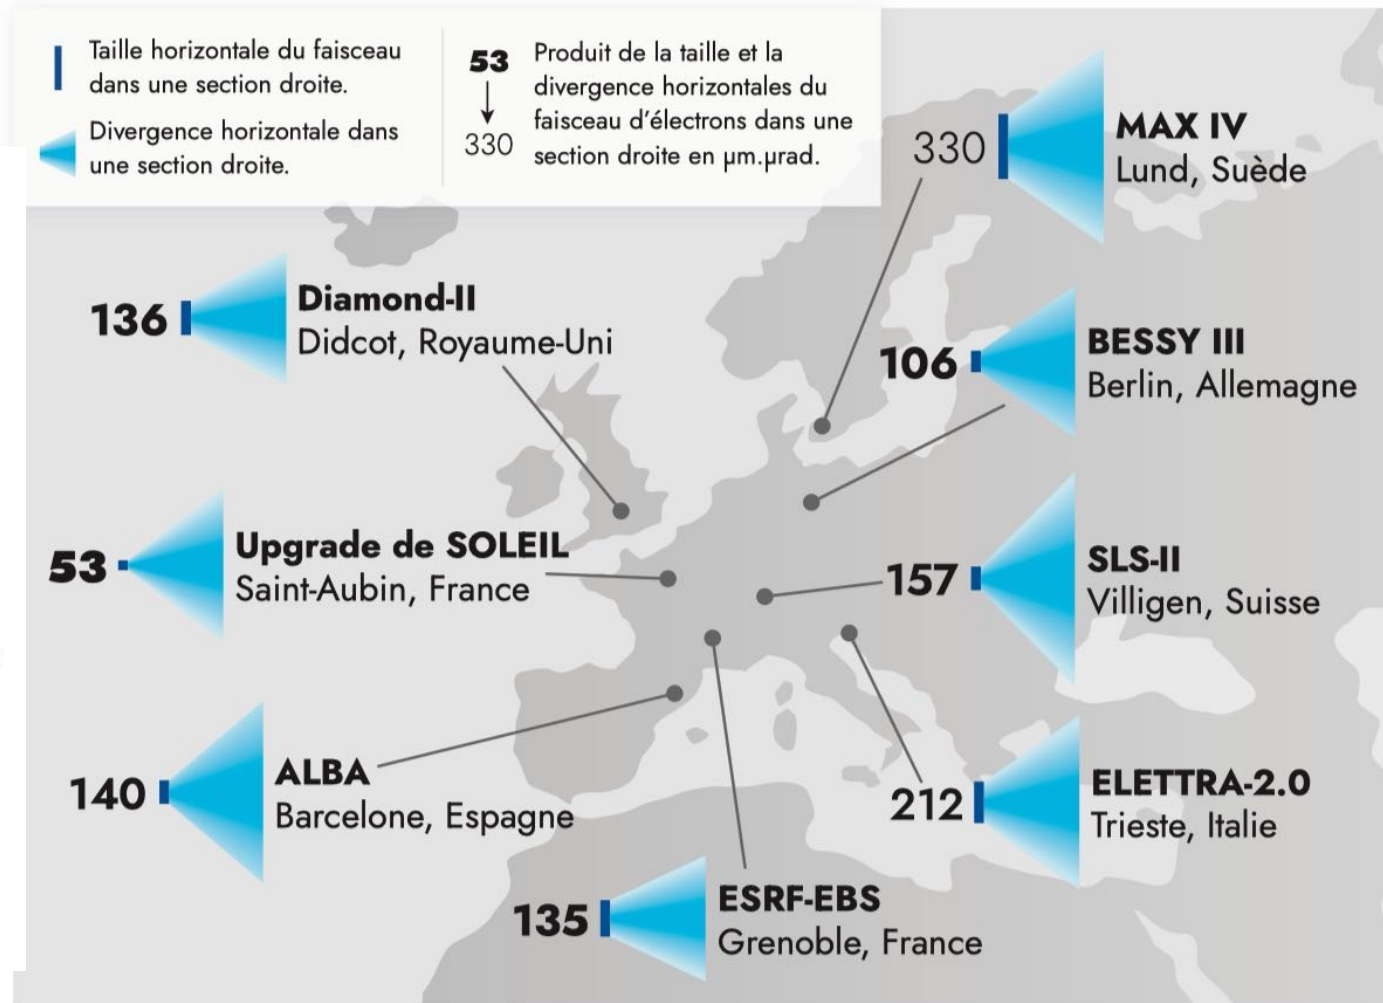 Taille horizontale du faisceau
dans une section droite.
Divergence horizontale dans
une section droite.
53
330
Produit de la taille et la
divergence horizontales du
faisceau d'électrons dans une
section droite en µm.µrad.
330
MAX IV
Lund, Suède
136
Diamond-II
Didcot, Royaume-Uni
106
BESSY III
Berlin, Allemagne
53
Upgrade de SOLEIL
Saint-Aubin, France
157
SLS-II
Villigen, Suisse
140
ALBA
Barcelone, Espagne
212
ELETTRA-2.0
Trieste, Italie
135
ESRF-EBS
Grenoble, France